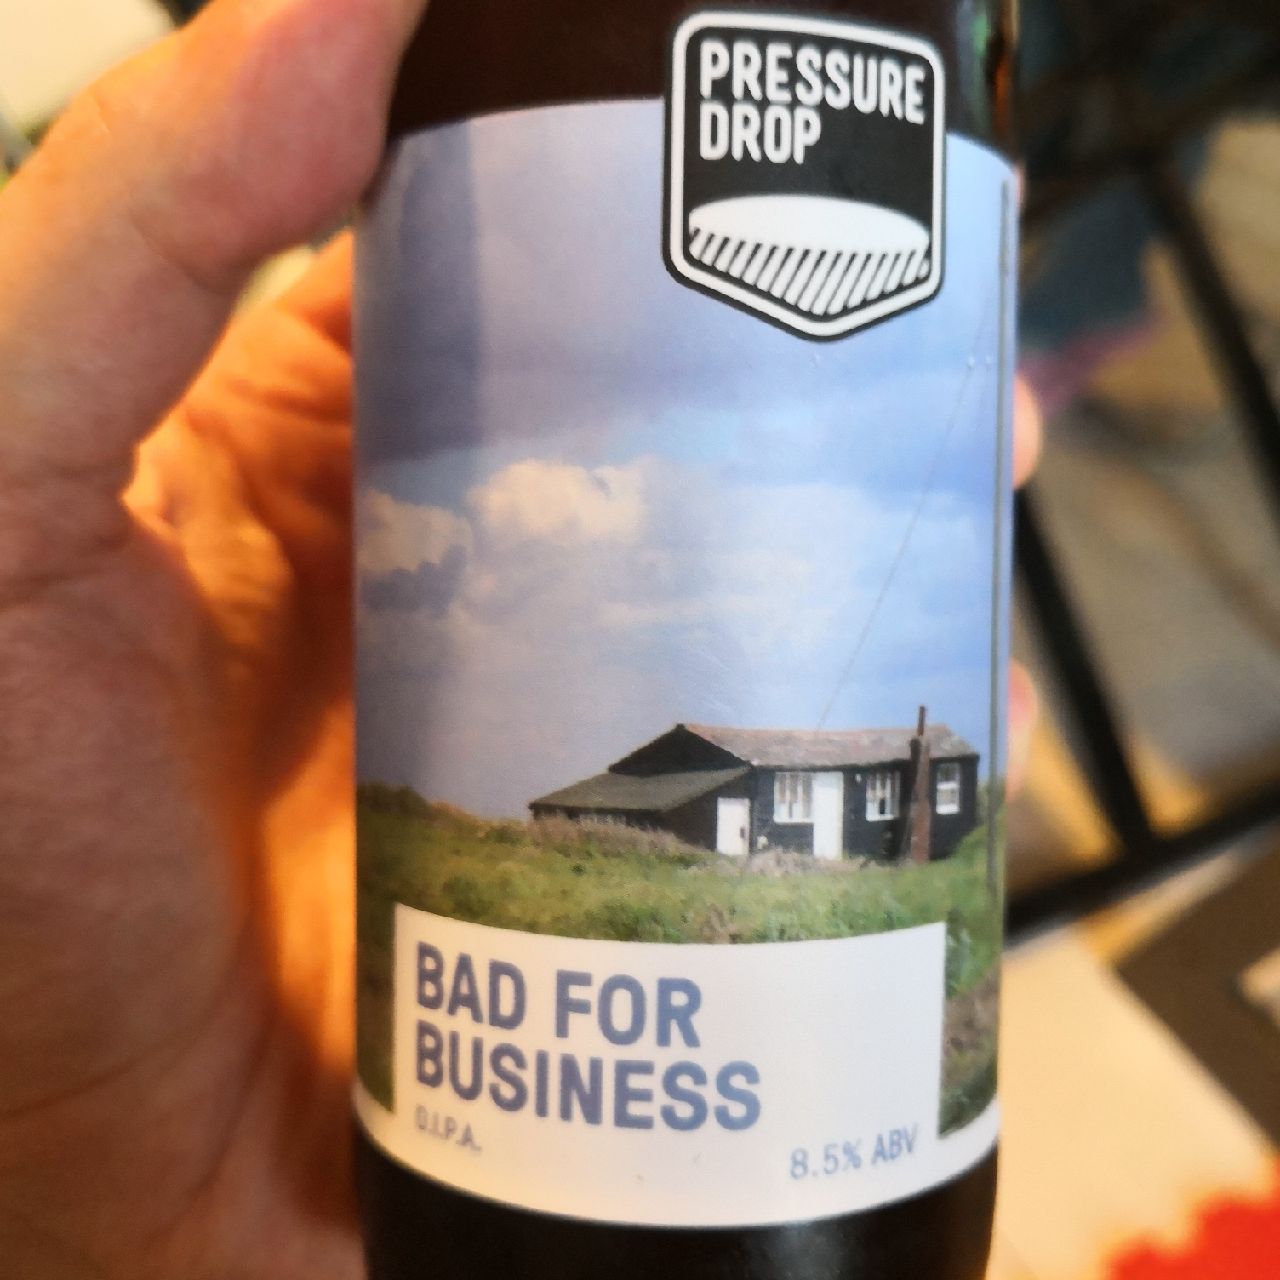 PRESSURE
DROP
BAD FOR
BUSINESS
D.I.P.A.
8.5% ABV